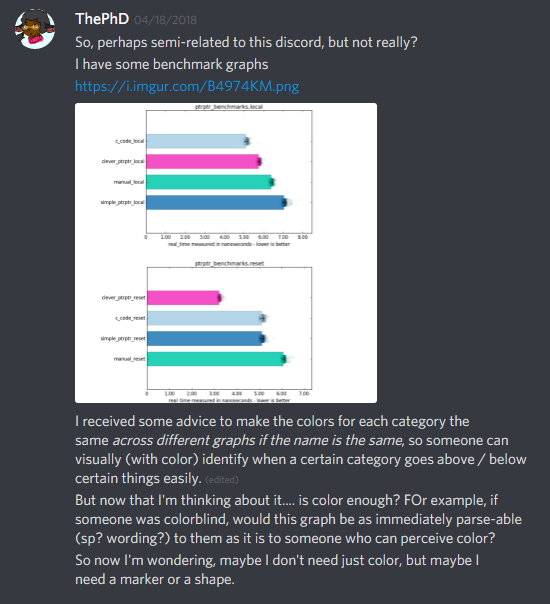 ThePhD 04/18/2018
So, perhaps semi-related to this discord, but not really?
I have some benchmark graphs
https://i.imgur.com/B4974KM.png
ptrptr_benchmarks.local
c_code_local
clever_ptrptr_local
manual_local
simple_ptrptr_local
0 1.00 2.00 3.00 4.00 5.00 6.00 7.00 8.00
real_time measured in nanoseconds - lower is better
ptrptr_benchmarks.reset
clever_ptrptr_reset
c_code_reset
simple_ptrptr_reset
manual_reset
0 1.00 2.00 3.00 4.00 5.00 6.00 7.00
real_time measured in nanoseconds - lower is better
I received some advice to make the colors for each category the
same across different graphs if the name is the same, so someone can
visually (with color) identify when a certain category goes above / below
certain things easily. (edited)
But now that I'm thinking about it.... is color enough? FOr example, if
someone was colorblind, would this graph be as immediately parse-able
(sp? wording?) to them as it is to someone who can perceive color?
So now I'm wondering, maybe I don't need just color, but maybe I
need a marker or a shape.